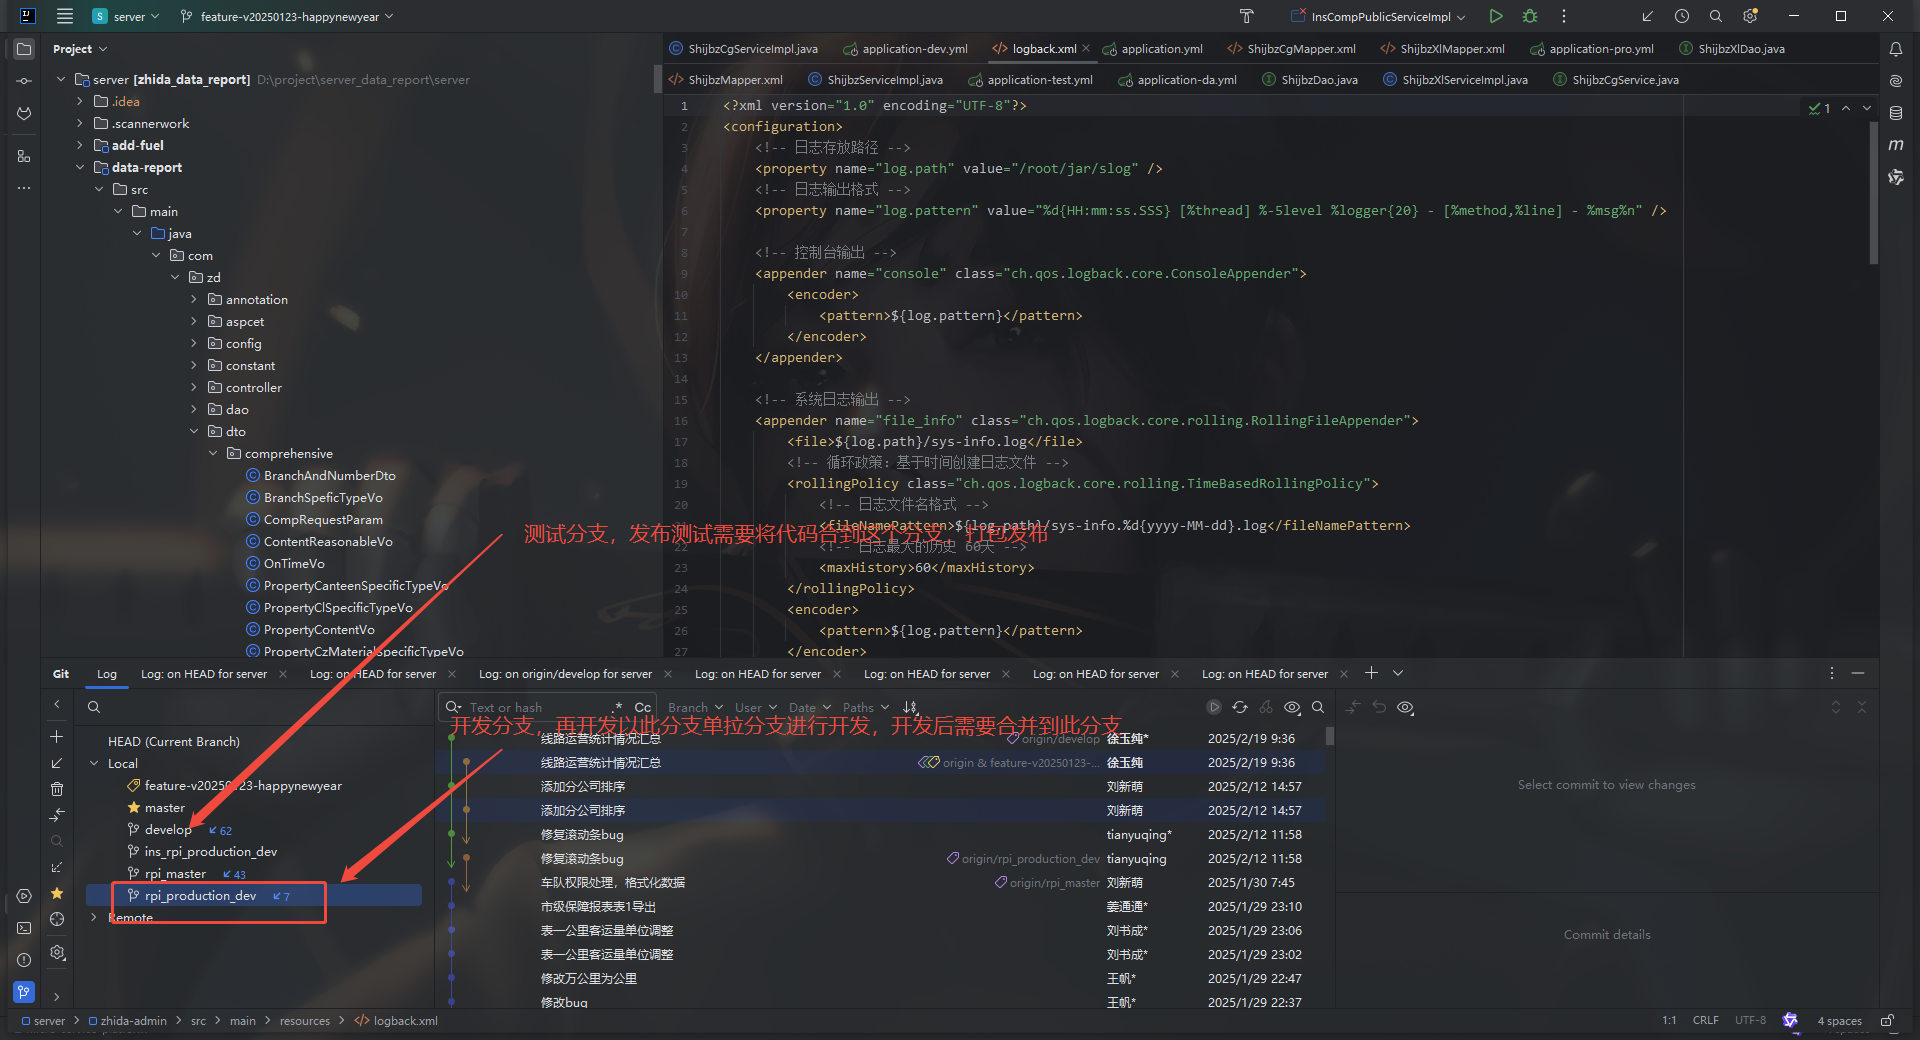 server
feature-v20250123-happynewyear
InsCompPublicServiceImpl
Project
server [zhida_data_report] D:\project\server_data_report\server
.idea
.scannerwork
add-fuel
data-report
src
main
java
com
zd
annotation
aspcet
config
constant
controller
dao
dto
comprehensive
BranchAndNumberDto
BranchSpeficTypeVo
CompRequestParam
ContentReasonableVo
OnTimeVo
PropertyCanteenSpecificTypeVo
PropertyClSpecificTypeVo
PropertyContentVo
PropertyCzMaterialSpecificTypeVo
ShijbzCgServiceImpl.java
application-dev.yml
logback.xml
application.yml
ShijbzCgMapper.xml
ShijbzXlMapper.xml
application-pro.yml
ShijbzXlDao.java
ShijbzMapper.xml
ShijbzServiceImpl.java
application-test.yml
application-da.yml
ShijbzDao.java
ShijbzXlServiceImpl.java
ShijbzCgService.java
1 <?xml version="1.0" encoding="UTF-8"?>
1
2 <configuration>
3 <!-- 日志存放路径 -->
4 <property name="log.path" value="/root/jar/slog" />
5 <!-- 日志输出格式 -->
6 <property name="log.pattern" value="%d{HH:mm:ss.SSS} [%thread] %-5level %logger{20} - [%method,%line] - %msg%n" />
7
8 <!-- 控制台输出 -->
9 <appender name="console" class="ch.qos.logback.core.ConsoleAppender">
10 <encoder>
11 <pattern>${log.pattern}</pattern>
12 </encoder>
13 </appender>
14
15 <!-- 系统日志输出 -->
16 <appender name="file_info" class="ch.qos.logback.core.rolling.RollingFileAppender">
17 <file>${log.path}/sys-info.log</file>
18 <!-- 循环政策：基于时间创建日志文件 -->
19 <rollingPolicy class="ch.qos.logback.core.rolling.TimeBasedRollingPolicy">
20 <!-- 日志文件名格式 -->
<fileNamePattern>${log.path}/sys-info.%d{yyyy-MM-dd}.log</fileNamePattern>
测试分支，发布测试需要将代码合到这个分支，打包发布
22 <!-- 日志最大的历史 60天 -->
23 <maxHistory>60</maxHistory>
24 </rollingPolicy>
25 <encoder>
26 <pattern>${log.pattern}</pattern>
27 </encoder>
Git
Log
Log: on HEAD for server
Log: on HEAD for server
Log: on origin/develop for server
Log: on HEAD for server
Log: on HEAD for server
Log: on HEAD for server
Log: on HEAD for server
HEAD (Current Branch)
Local
feature-v20250123-happynewyear
master
develop 62
ins_rpi_production_dev
rpi_master 43
rpi_production_dev 7
Remote
Text or hash .* Cc Branch User Date Paths
开发分支，再开发以此分支单拉分支进行开发，开发后需要合并到此分支
线路运营统计情况汇总 origin/develop 徐玉纯* 2025/2/19 9:36
线路运营统计情况汇总 origin & feature-v20250123-... 徐玉纯 2025/2/19 9:36
添加分公司排序 刘新萌 2025/2/12 14:57
添加分公司排序 刘新萌 2025/2/12 14:57
修复滚动条bug tianyuqing* 2025/2/12 11:58
修复滚动条bug origin/rpi_production_dev tianyuqing 2025/2/12 11:58
车队权限处理，格式化数据 origin/rpi_master 刘新萌 2025/1/30 7:45
市级保障报表表1导出 姜通通* 2025/1/29 23:10
表一公里客运量单位调整 刘书成* 2025/1/29 23:06
表一公里客运量单位调整 刘书成* 2025/1/29 23:02
修改万公里为公里 王帆* 2025/1/29 22:47
修改bug 王帆* 2025/1/29 22:37
Select commit to view changes
Commit details
server > zhida-admin > src > main > resources > logback.xml
1:1 CRLF UTF-8 4 spaces